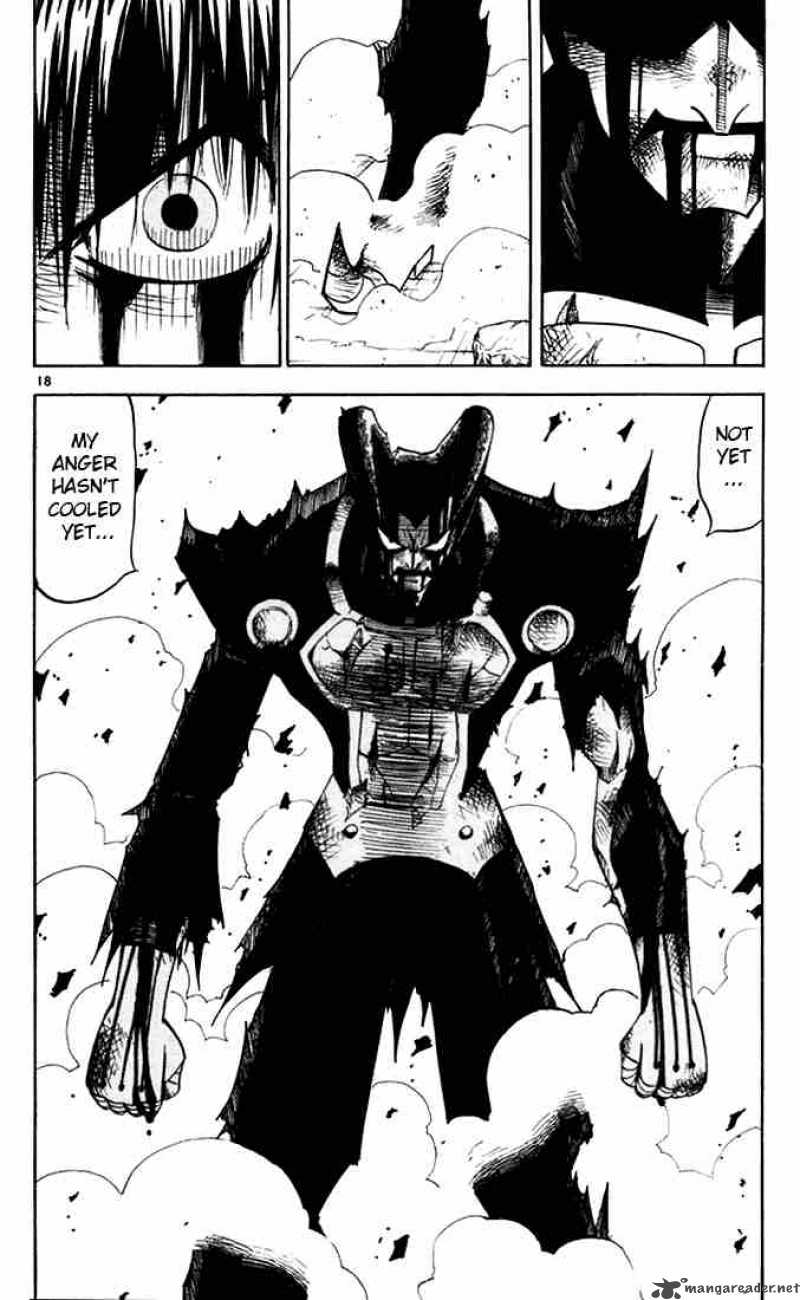 18
NOT
YET
...
MY
ANGER
HASN'T
COOLED
YET...
mangareader.net